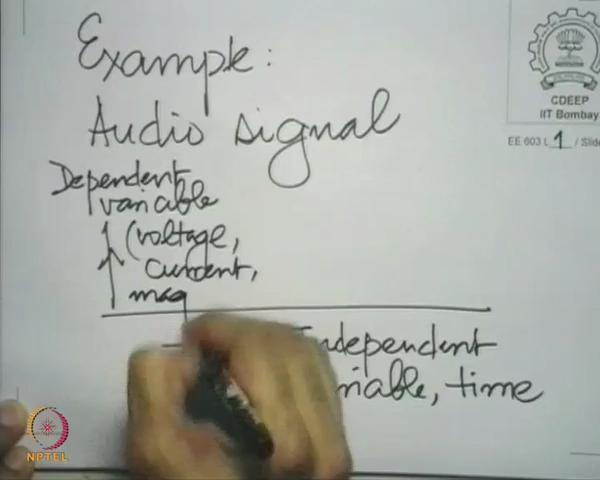 Example:
Audio signal
Dependent
variable
(voltage,
current,
mag
Independent
variable, time
CDEEP
IIT Bombay
EE 603 L 1 / Slide
NPTEL